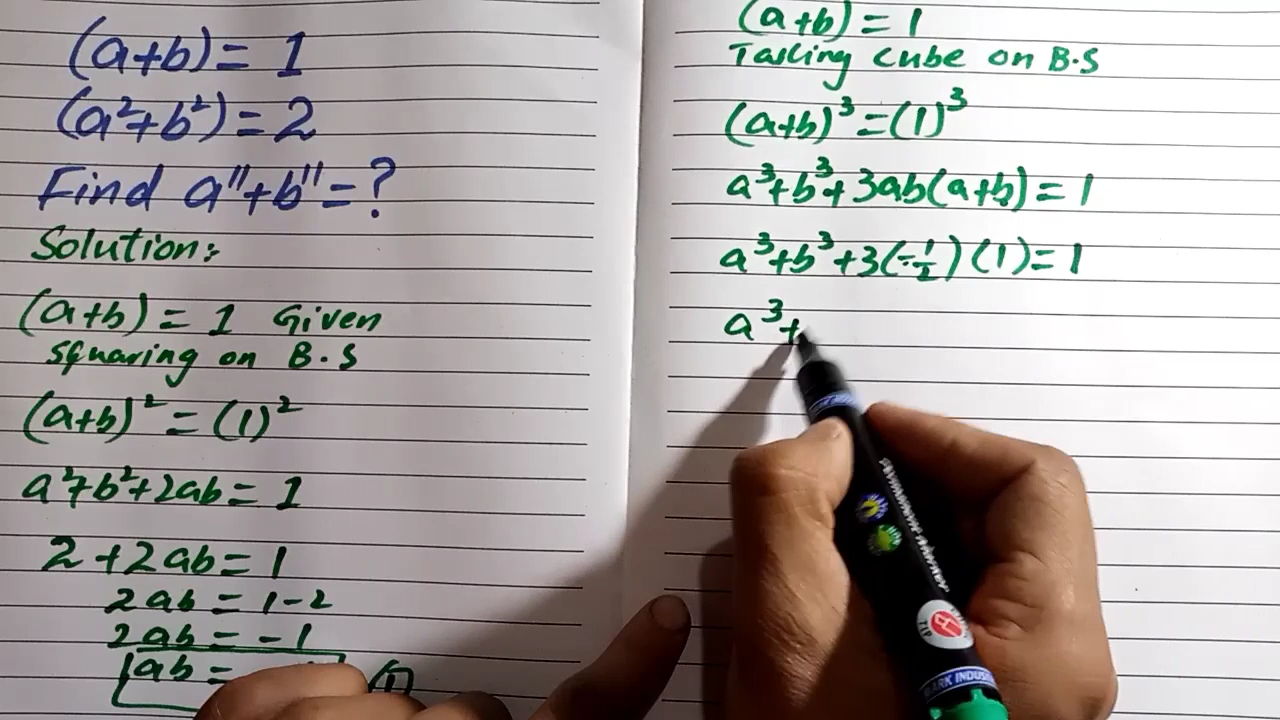 (a+b) = 1
(a²+b²) = 2
Find a¹¹+b¹¹ = ?
Solution:
(a+b) = 1 Given
squaring on B.S
(a+b)² = (1)²
a²+b²+2ab = 1
2+2ab = 1
2ab = 1-2
2ab = -1
ab =
(a+b) = 1
Taking cube on B.S
(a+b)³ = (1)³
a³+b³+3ab(a+b) = 1
a³+b³+3(-1/2)(1) = 1
a³+